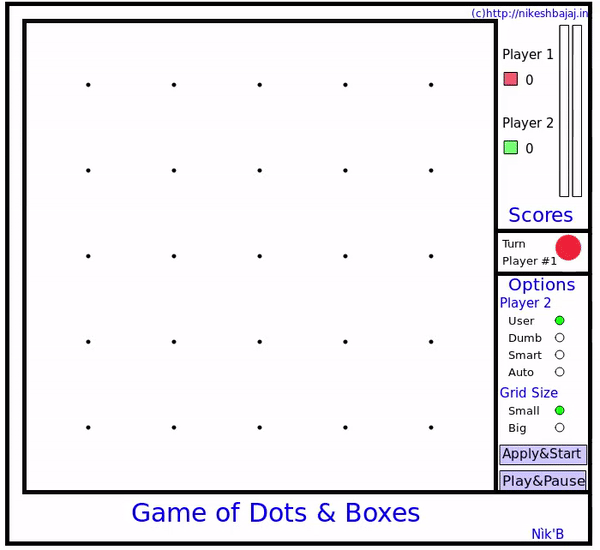 (c)http://nikeshbajaj.in
Player 1
0
Player 2
0
Scores
Turn
Player #1
Options
Player 2
User
Dumb
Smart
Auto
Grid Size
Small
Big
Apply&Start
Play&Pause
Game of Dots & Boxes
Nìk'B